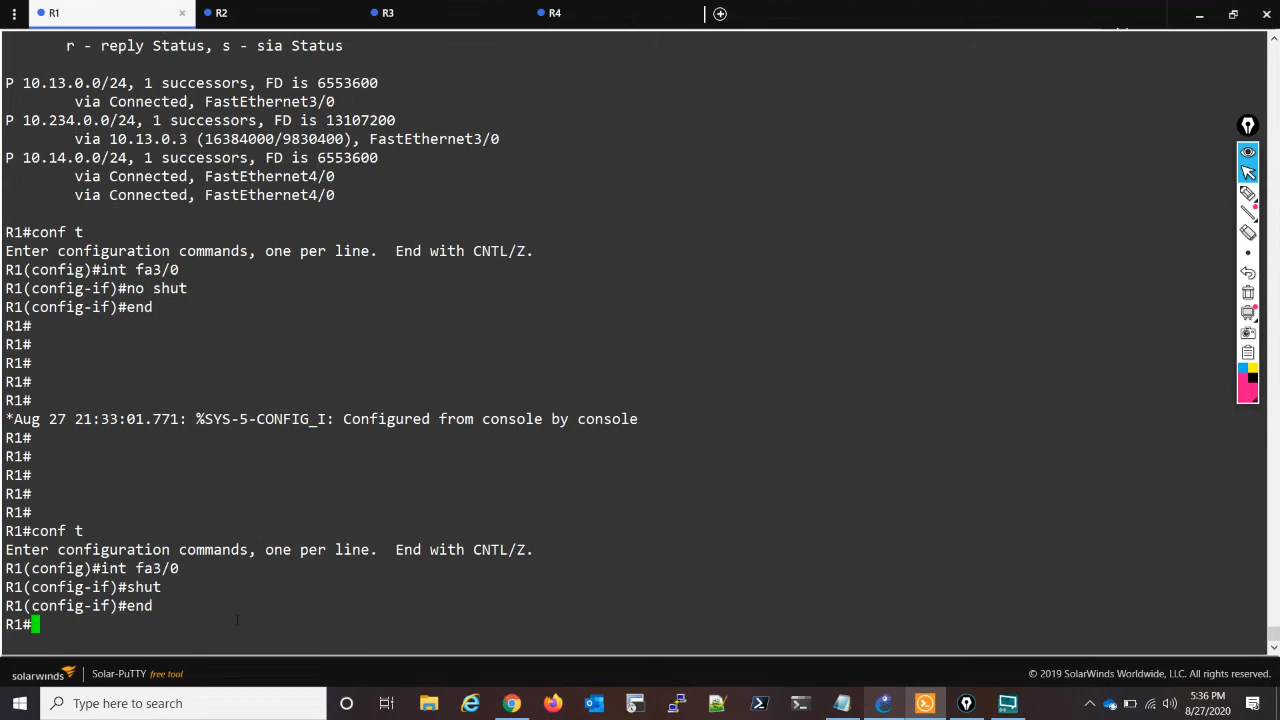 R1 × R2 R3 R4
r - reply Status, s - sia Status
P 10.13.0.0/24, 1 successors, FD is 6553600
via Connected, FastEthernet3/0
P 10.234.0.0/24, 1 successors, FD is 13107200
via 10.13.0.3 (16384000/9830400), FastEthernet3/0
P 10.14.0.0/24, 1 successors, FD is 6553600
via Connected, FastEthernet4/0
via Connected, FastEthernet4/0
R1#conf t
Enter configuration commands, one per line.  End with CNTL/Z.
R1(config)#int fa3/0
R1(config-if)#no shut
R1(config-if)#end
R1#
R1#
R1#
R1#
R1#
*Aug 27 21:33:01.771: %SYS-5-CONFIG_I: Configured from console by console
R1#
R1#
R1#
R1#
R1#
R1#conf t
Enter configuration commands, one per line.  End with CNTL/Z.
R1(config)#int fa3/0
R1(config-if)#shut
R1(config-if)#end
R1#
solarwinds Solar-PuTTY free tool © 2019 SolarWinds Worldwide, LLC. All rights reserved.
Type here to search
5:36 PM
8/27/2020